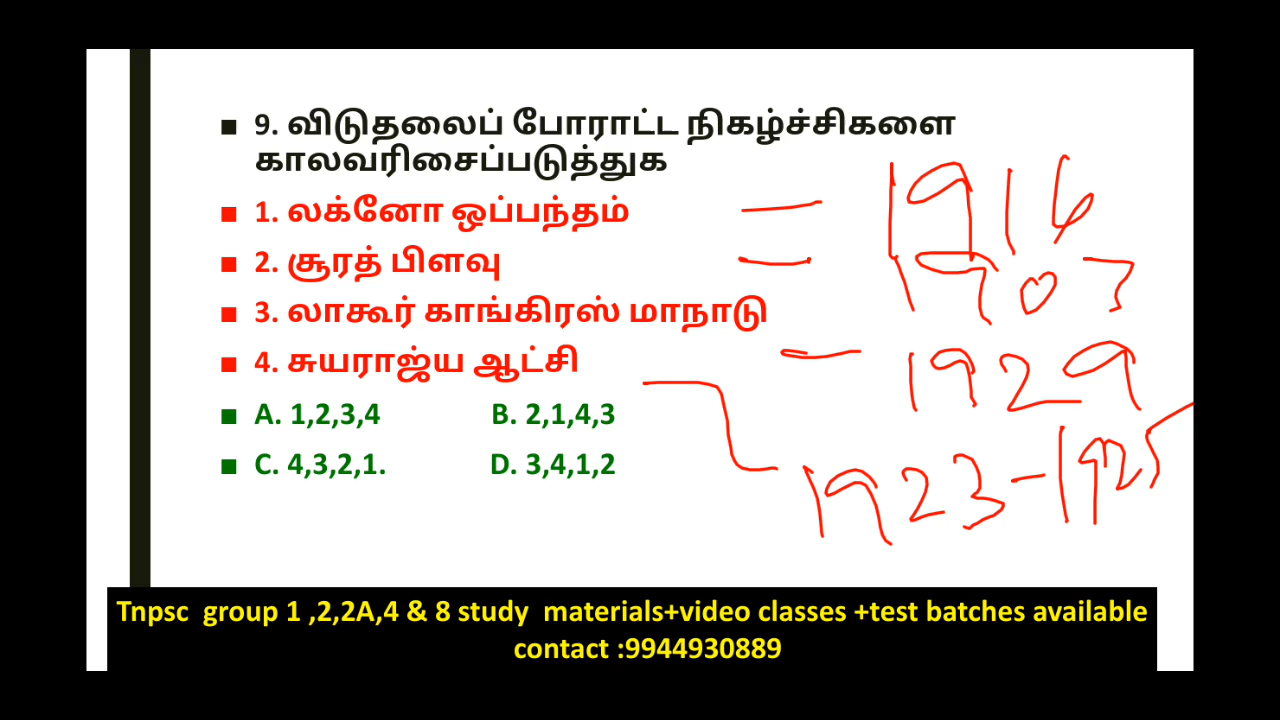 9. விடுதலைப் போராட்ட நிகழ்ச்சிகளை
காலவரிசைப்படுத்துக
1. லக்னோ ஒப்பந்தம் = 1916
2. சூரத் பிளவு = 1907
3. லாகூர் காங்கிரஸ் மாநாடு - 1929
4. சுயராஜ்ய ஆட்சி
A. 1,2,3,4 B. 2,1,4,3
C. 4,3,2,1. D. 3,4,1,2
1923-1925
Tnpsc group 1 ,2,2A,4 & 8 study materials+video classes +test batches available
contact :9944930889